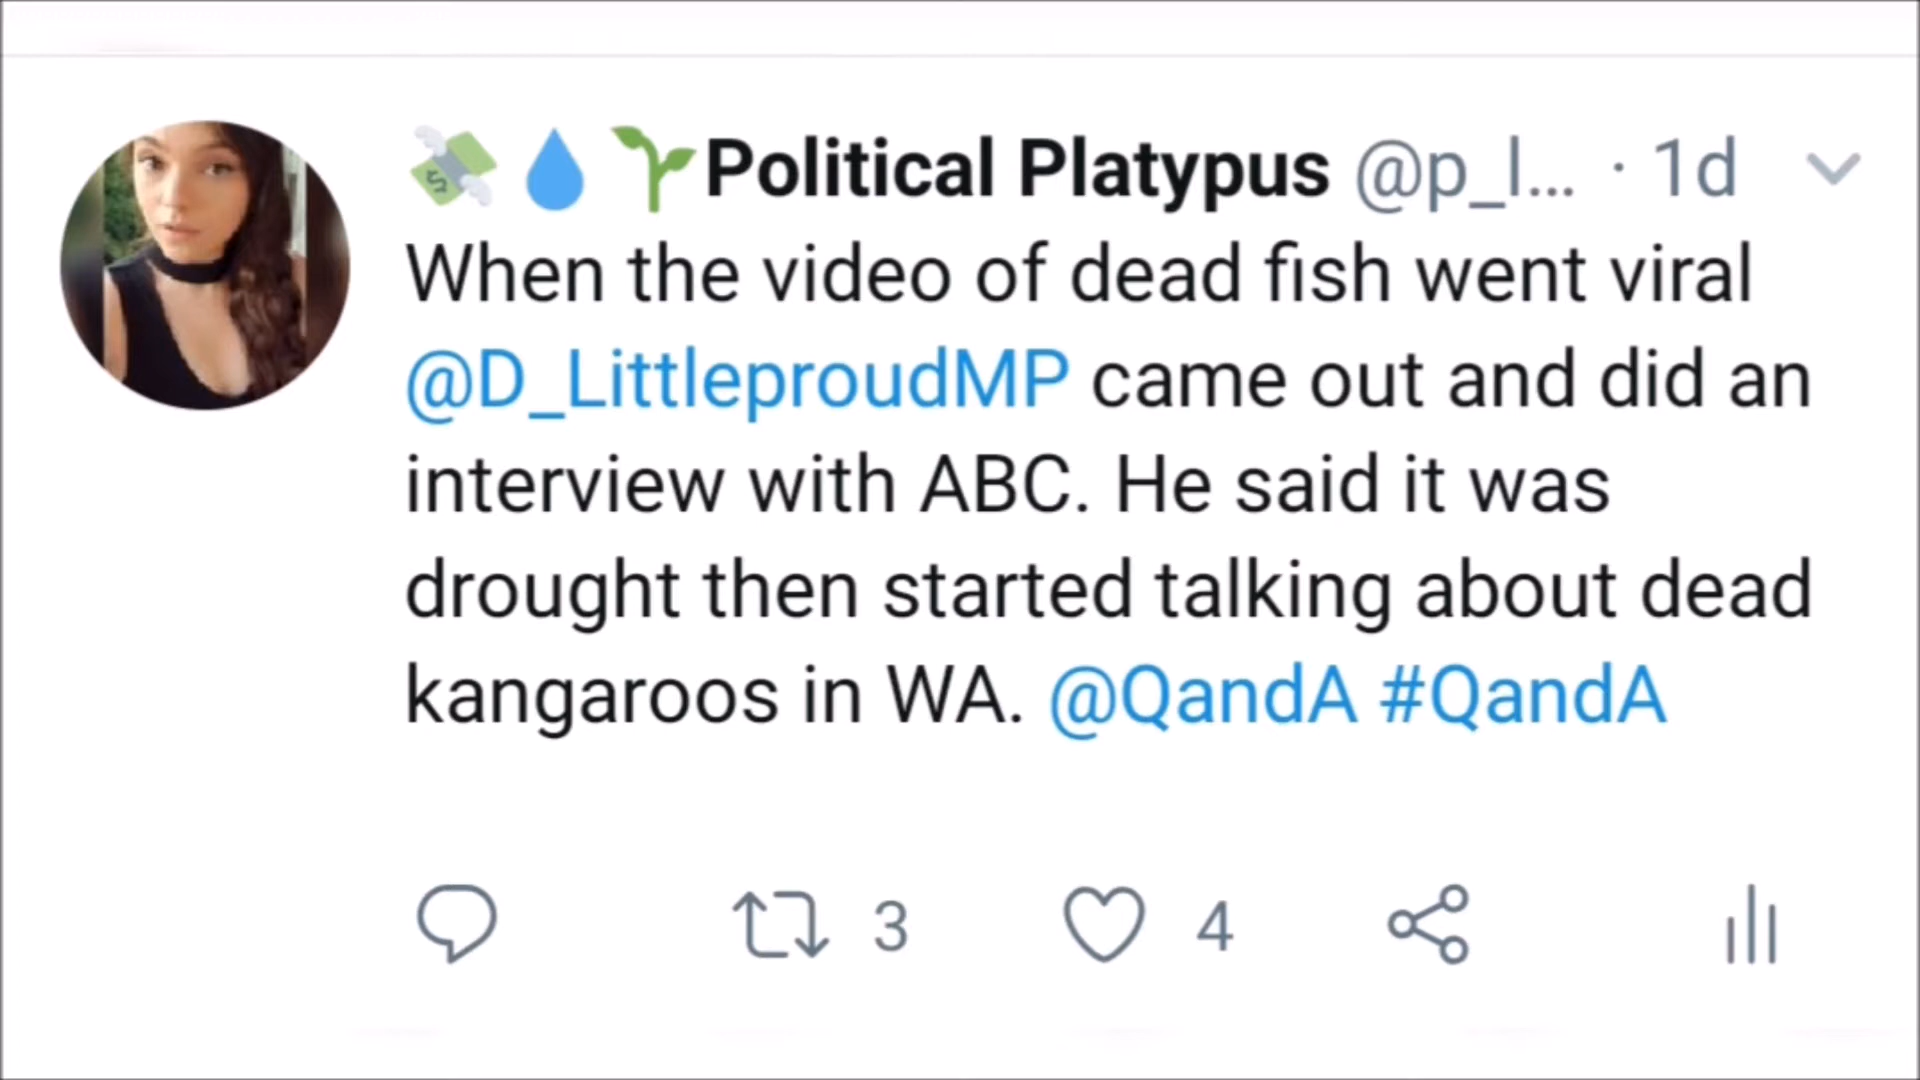 💸💧🌱Political Platypus @p_l... · 1d
When the video of dead fish went viral
@D_LittleproudMP came out and did an
interview with ABC. He said it was
drought then started talking about dead
kangaroos in WA. @QandA #QandA
3 4